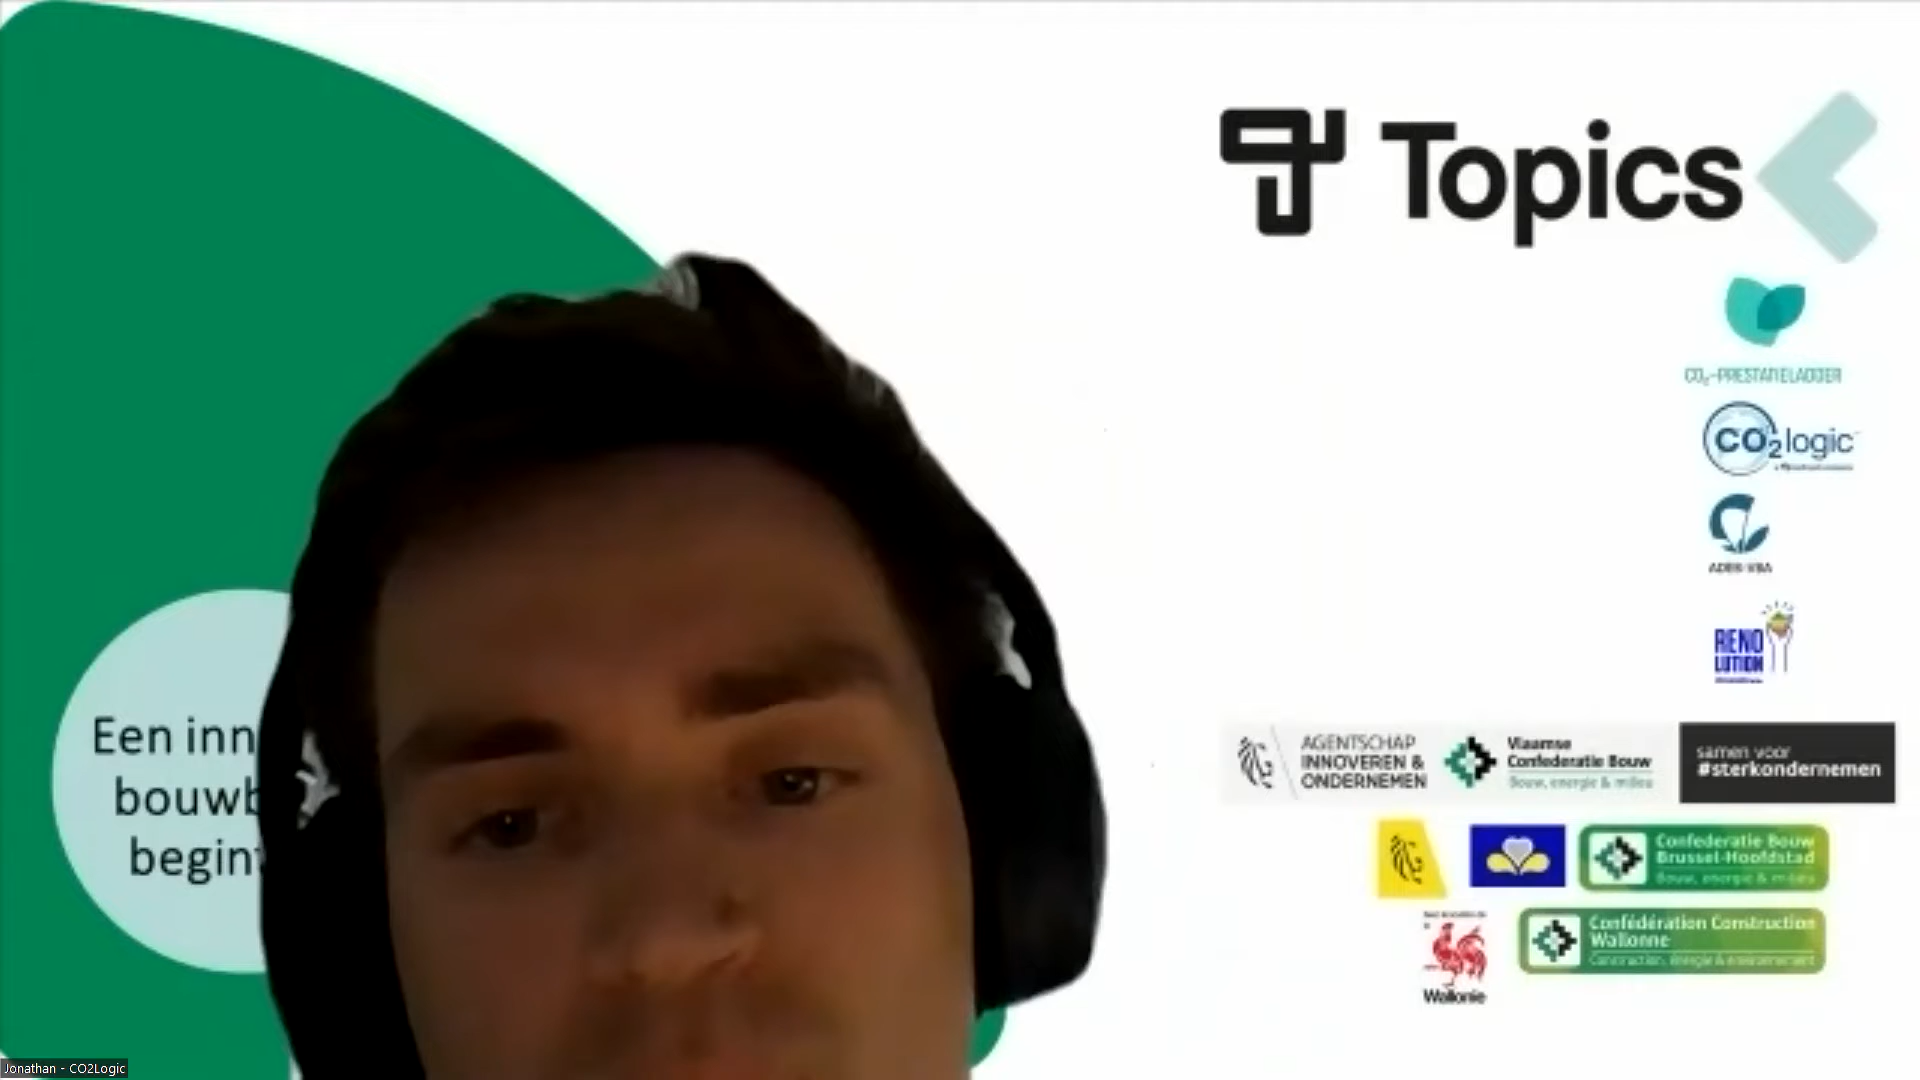 Topics
CO₂-PRESTATIELADDER
CO₂logic
ADEB-VBA
RENO
LUTION
Een inn
bouwb
begint
AGENTSCHAP
INNOVEREN &
ONDERNEMEN
Vlaamse
Confederatie Bouw
Bouw, energie & milieu
samen voor
#sterkondernemen
Confederatie Bouw
Brussel-Hoofdstad
Bouw, energie & milieu
Confédération Construction
Wallonne
Construction, énergie & environnement
Wallonie
Jonathan - CO2Logic